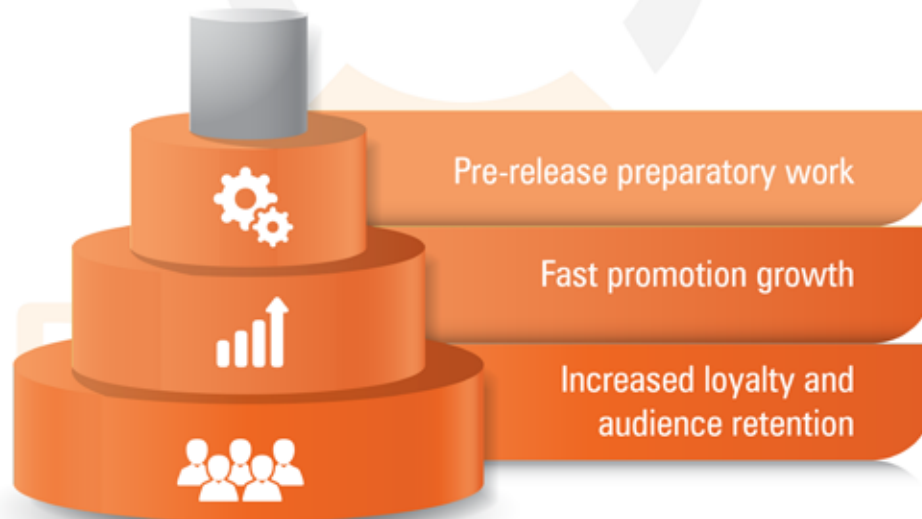 Pre-release preparatory work
Fast promotion growth
Increased loyalty and
audience retention